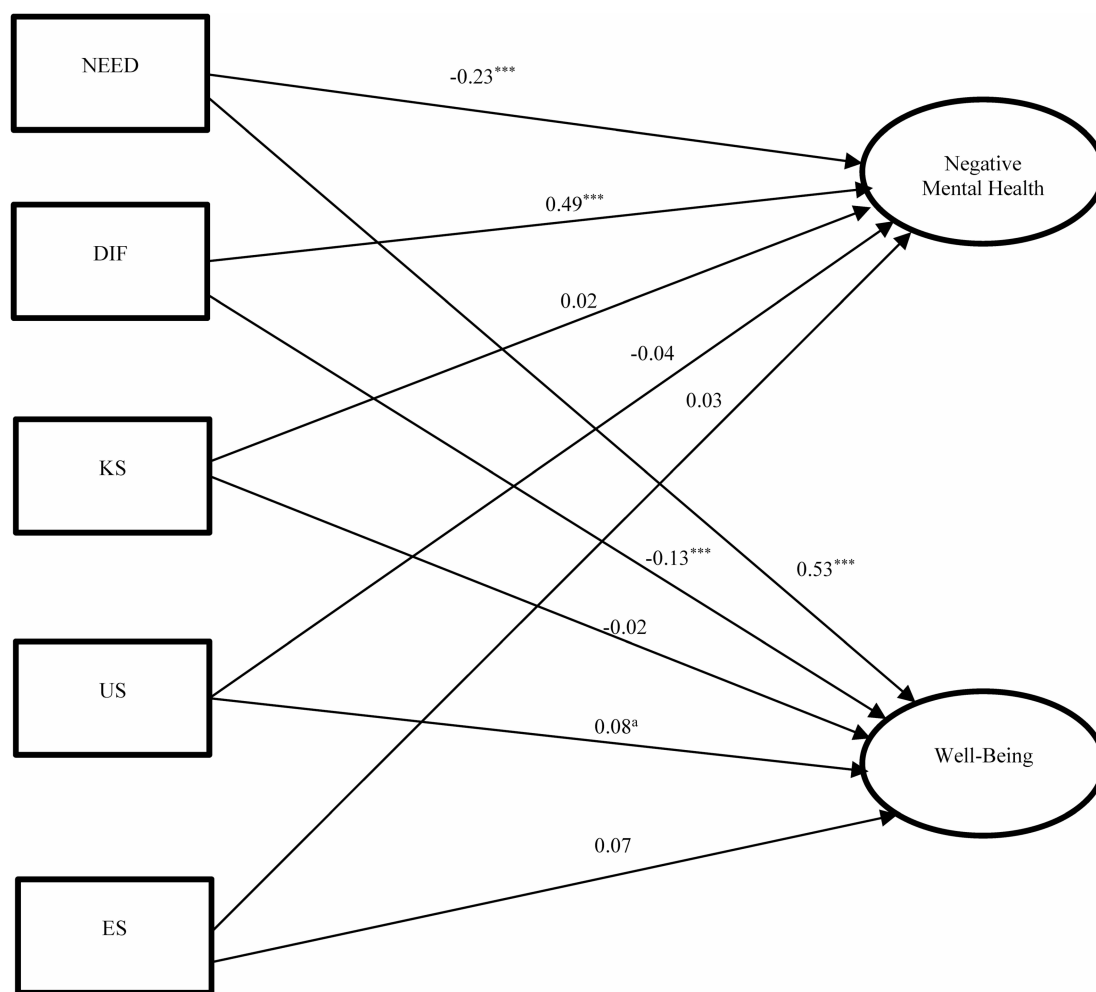 NEED
-0.23***
Negative
Mental Health
0.49***
DIF
0.02
-0.04
0.03
KS
-0.13***
0.53***
-0.02
US
0.08ᵃ
Well-Being
0.07
ES